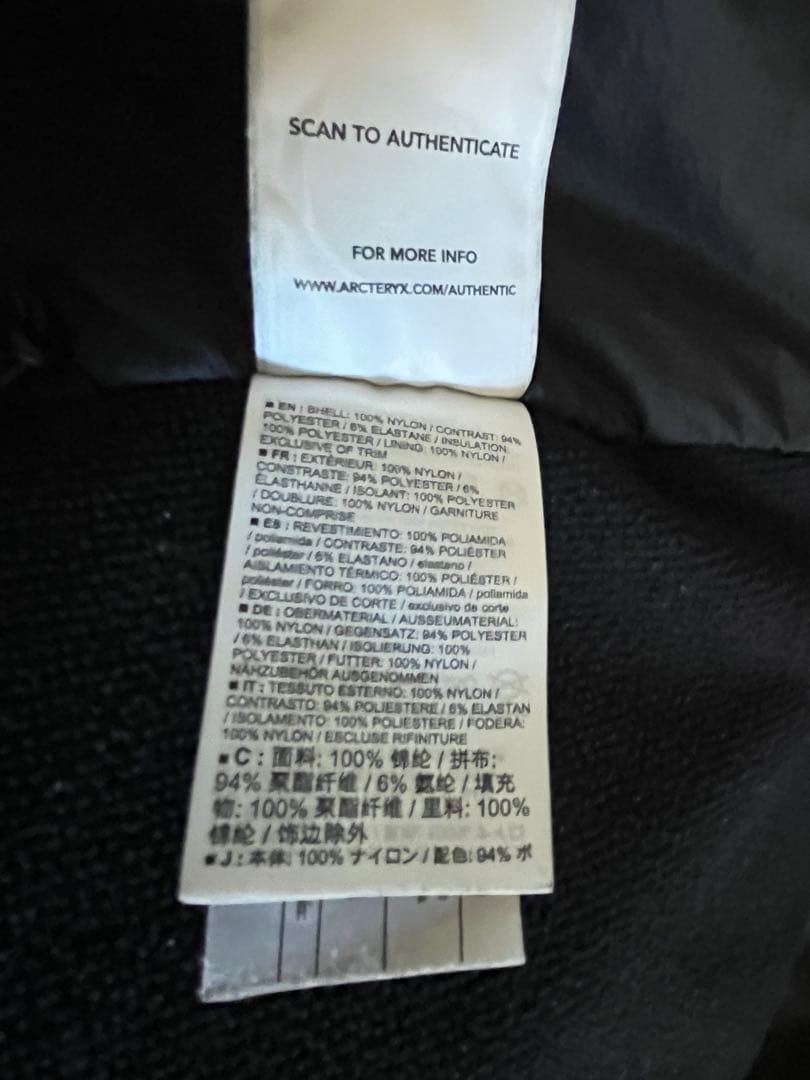 SCAN TO AUTHENTICATE
FOR MORE INFO
WWW.ARCTERYX.COM/AUTHENTIC
■ EN : SHELL: 100% NYLON / CONTRAST: 94%
POLYESTER / 6% ELASTANE / INSULATION:
100% POLYESTER / LINING: 100% NYLON /
EXCLUSIVE OF TRIM
■ FR : EXTÉRIEUR: 100% NYLON /
CONSTRASTE: 94% POLYESTER / 6%
ÉLASTHANNE / ISOLANT: 100% POLYESTER
/ DOUBLURE: 100% NYLON / GARNITURE
NON-COMPRISE
■ ES : REVESTIMIENTO: 100% POLIAMIDA
/ poliamida / CONTRASTE: 94% POLIÉSTER
/ poliéster / 6% ELASTANO / elastano /
AISLAMIENTO TÉRMICO: 100% POLIÉSTER /
poliéster / FORRO: 100% POLIAMIDA / poliamida
/ EXCLUSIVO DE CORTE / exclusivo de corte
■ DE : OBERMATERIAL / AUSSEUMATERIAL:
100% NYLON / GEGENSATZ: 94% POLYESTER
/ 6% ELASTHAN / ISOLIERUNG: 100%
POLYESTER / FUTTER: 100% NYLON /
NÄHZUBEHÖR AUSGENOMMEN
■ IT : TESSUTO ESTERNO: 100% NYLON /
CONTRASTO: 94% POLIESTERE / 6% ELASTAN
/ ISOLAMENTO: 100% POLIESTERE / FODERA:
100% NYLON / ESCLUSE RIFINITURE
■ C : 面料: 100% 锦纶 / 拼布:
94% 聚酯纤维 / 6% 氨纶 / 填充
物: 100% 聚酯纤维 / 里料: 100%
锦纶 / 饰边除外
■ J : 本体: 100% ナイロン / 配色: 94% ポ